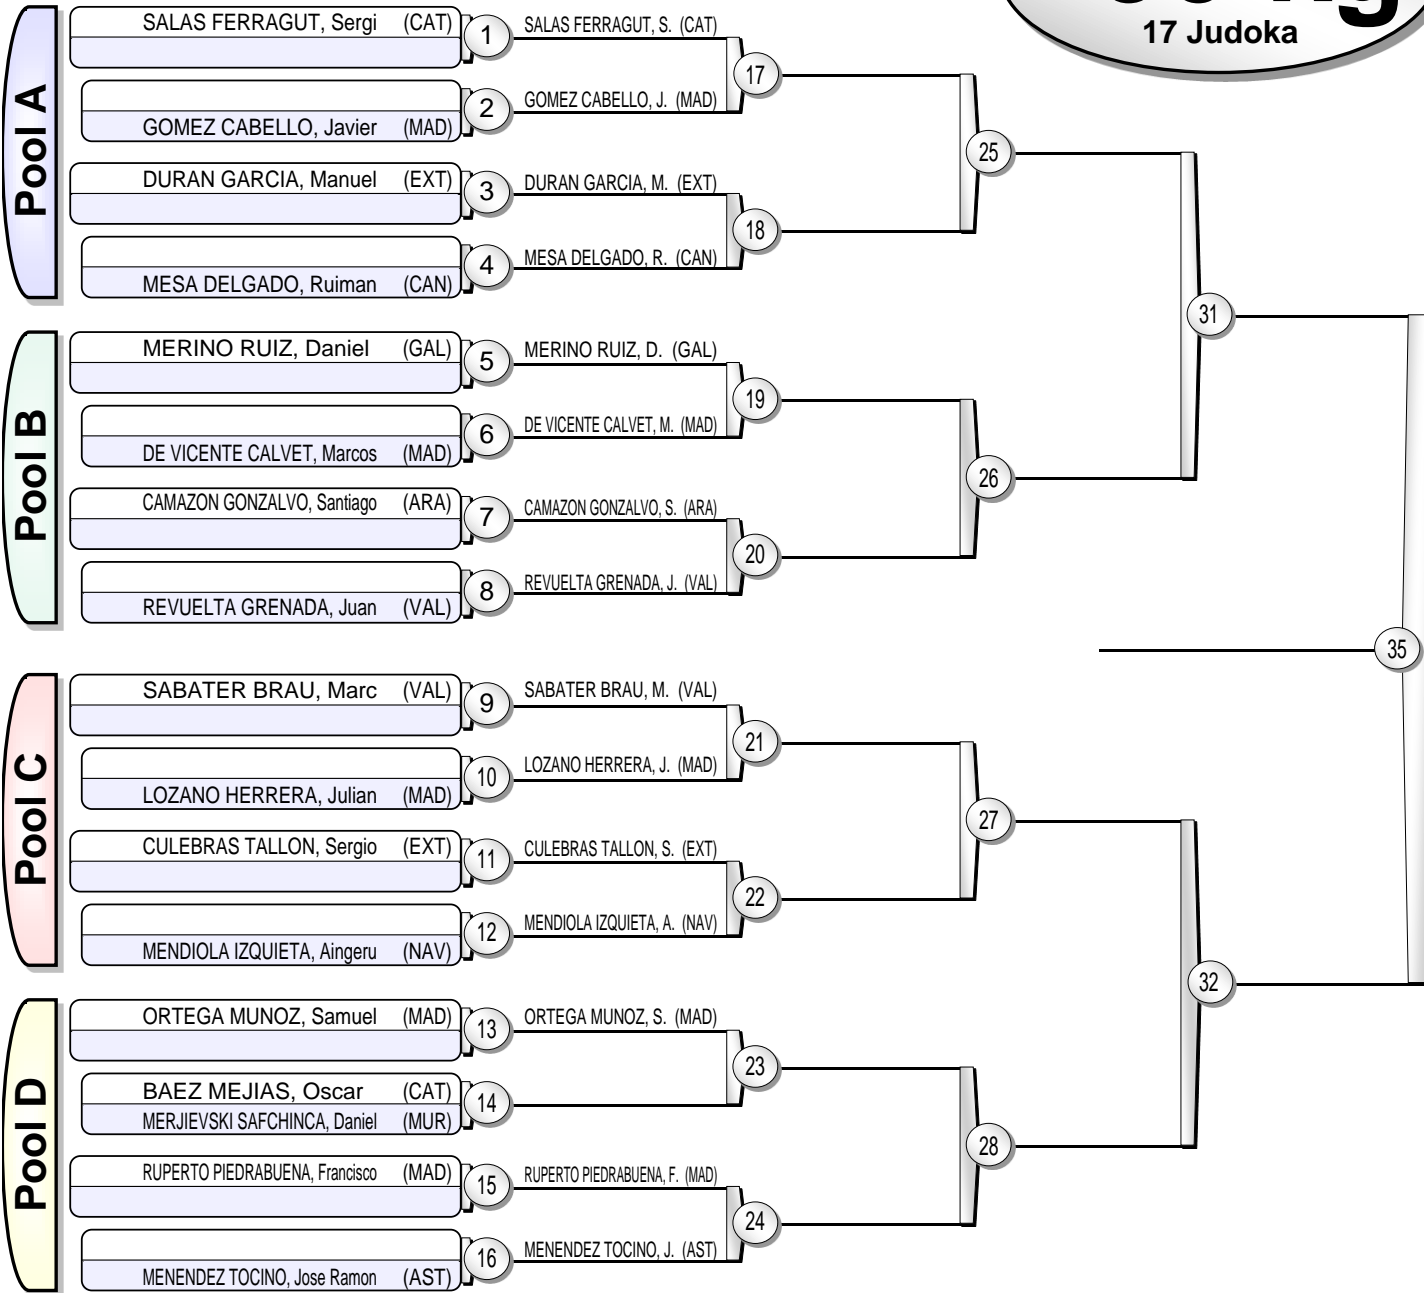 17 Judoka
Pool A
SALAS FERRAGUT, Sergi (CAT) 1 SALAS FERRAGUT, S. (CAT)
17
2 GOMEZ CABELLO, J. (MAD)
GOMEZ CABELLO, Javier (MAD)
25
DURAN GARCIA, Manuel (EXT) 3 DURAN GARCIA, M. (EXT)
18
4 MESA DELGADO, R. (CAN)
MESA DELGADO, Ruiman (CAN)
31
Pool B
MERINO RUIZ, Daniel (GAL) 5 MERINO RUIZ, D. (GAL)
19
6 DE VICENTE CALVET, M. (MAD)
DE VICENTE CALVET, Marcos (MAD)
26
CAMAZON GONZALVO, Santiago (ARA) 7 CAMAZON GONZALVO, S. (ARA)
20
8 REVUELTA GRENADA, J. (VAL)
REVUELTA GRENADA, Juan (VAL)
35
Pool C
SABATER BRAU, Marc (VAL) 9 SABATER BRAU, M. (VAL)
21
10 LOZANO HERRERA, J. (MAD)
LOZANO HERRERA, Julian (MAD)
27
CULEBRAS TALLON, Sergio (EXT) 11 CULEBRAS TALLON, S. (EXT)
22
12 MENDIOLA IZQUIETA, A. (NAV)
MENDIOLA IZQUIETA, Aingeru (NAV)
32
Pool D
ORTEGA MUNOZ, Samuel (MAD) 13 ORTEGA MUNOZ, S. (MAD)
23
BAEZ MEJIAS, Oscar (CAT) 14
MERJIEVSKI SAFCHINCA, Daniel (MUR)
28
RUPERTO PIEDRABUENA, Francisco (MAD) 15 RUPERTO PIEDRABUENA, F. (MAD)
24
16 MENENDEZ TOCINO, J. (AST)
MENENDEZ TOCINO, Jose Ramon (AST)